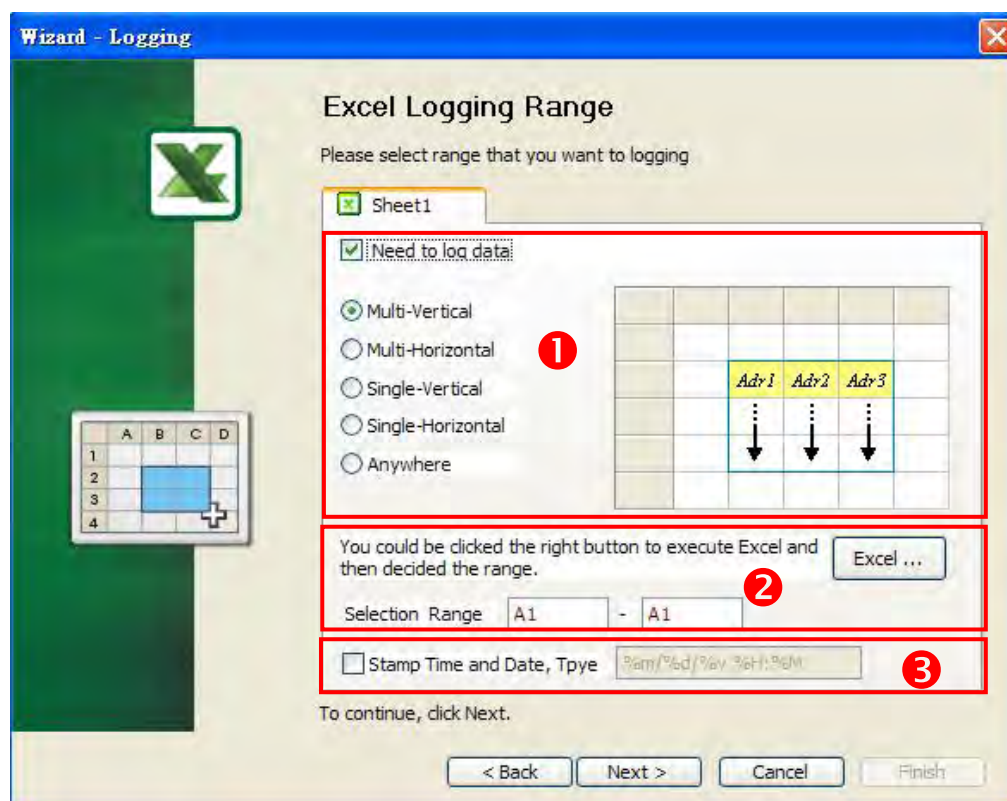 Wizard - Logging
Excel Logging Range
Please select range that you want to logging
Sheet1
Need to log data
Multi-Vertical
Multi-Horizontal
Single-Vertical
Single-Horizontal
Anywhere
1
Adr1 Adr2 Adr3
A B C D
1
2
3
4
You could be clicked the right button to execute Excel and
then decided the range.
Excel ...
2
Selection Range A1 - A1
Stamp Time and Date, Tpye %m/%d/%y %H:%M
3
To continue, click Next.
< Back Next > Cancel Finish